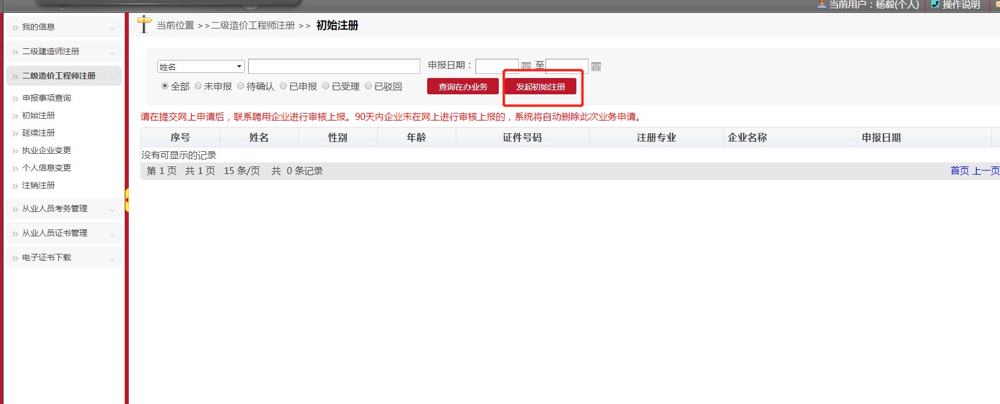 当前用户：杨毅(个人) 操作说明
我的信息
二级建造师注册
二级造价工程师注册
申报事项查询
初始注册
延续注册
执业企业变更
个人信息变更
注销注册
从业人员考务管理
从业人员证书管理
电子证书下载
当前位置 >>二级造价工程师注册 >> 初始注册
姓名 申报日期： 至
全部 未申报 待确认 已申报 已受理 已驳回 查询在办业务 发起初始注册
请在提交网上申请后，联系聘用企业进行审核上报。90天内企业未在网上进行审核上报的，系统将自动删除此次业务申请。
序号 姓名 性别 年龄 证件号码 注册专业 企业名称 申报日期
没有可显示的记录
第 1 页 共 1 页 15 条/页 共 0 条记录 首页 上一页